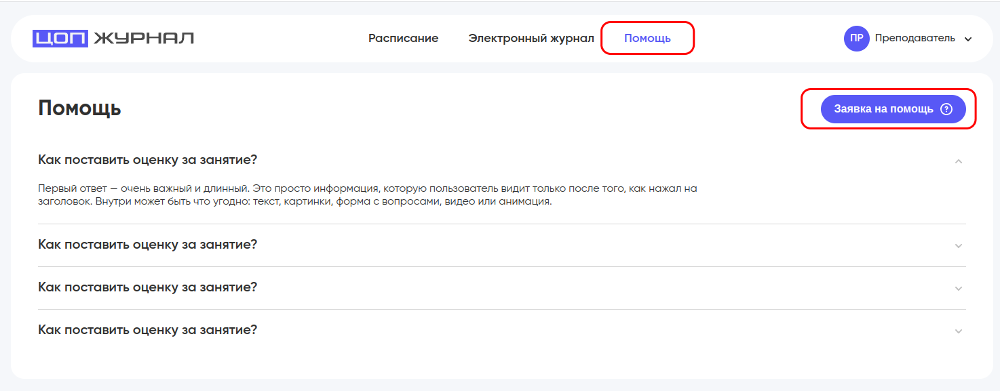 ЦОП ЖУРНАЛ
Расписание
Электронный журнал
Помощь
ПР
Преподаватель
Помощь
Заявка на помощь ?
Как поставить оценку за занятие?
Первый ответ — очень важный и длинный. Это просто информация, которую пользователь видит только после того, как нажал на
заголовок. Внутри может быть что угодно: текст, картинки, форма с вопросами, видео или анимация.
Как поставить оценку за занятие?
Как поставить оценку за занятие?
Как поставить оценку за занятие?